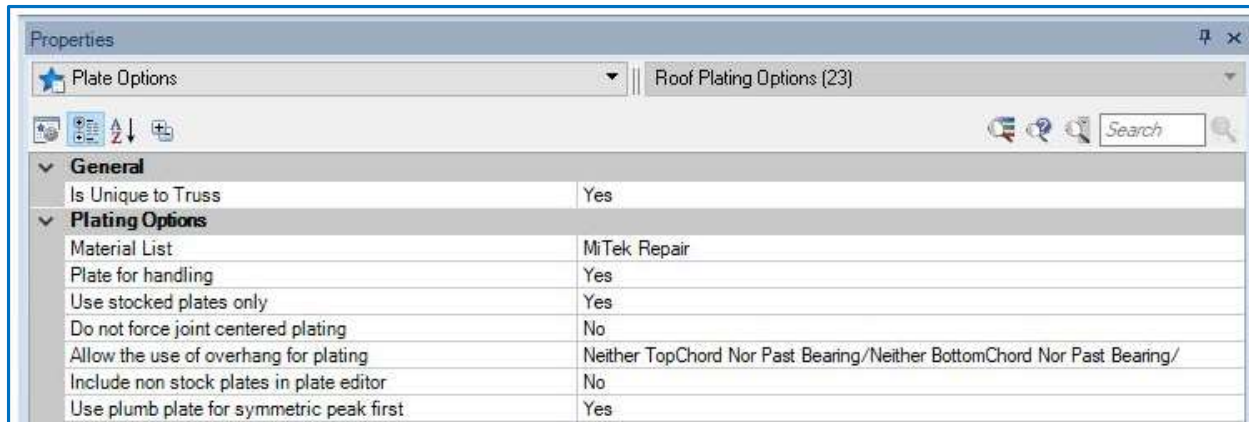 Properties
Plate Options Roof Plating Options (23)
Search
General
Is Unique to Truss Yes
Plating Options
Material List MiTek Repair
Plate for handling Yes
Use stocked plates only Yes
Do not force joint centered plating No
Allow the use of overhang for plating Neither TopChord Nor Past Bearing/Neither BottomChord Nor Past Bearing/
Include non stock plates in plate editor No
Use plumb plate for symmetric peak first Yes